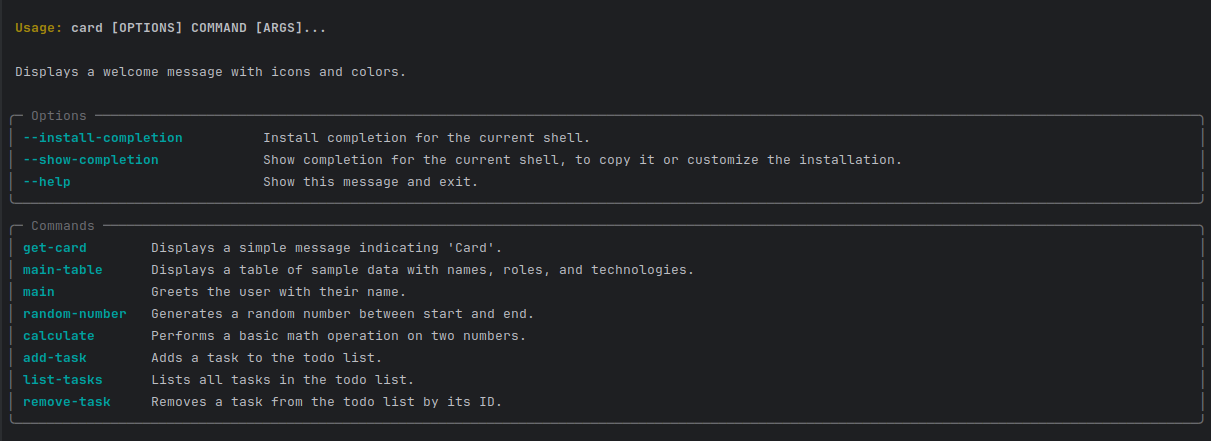 Usage: card [OPTIONS] COMMAND [ARGS]...
Displays a welcome message with icons and colors.
Options
--install-completion Install completion for the current shell.
--show-completion Show completion for the current shell, to copy it or customize the installation.
--help Show this message and exit.
Commands
get-card Displays a simple message indicating 'Card'.
main-table Displays a table of sample data with names, roles, and technologies.
main Greets the user with their name.
random-number Generates a random number between start and end.
calculate Performs a basic math operation on two numbers.
add-task Adds a task to the todo list.
list-tasks Lists all tasks in the todo list.
remove-task Removes a task from the todo list by its ID.